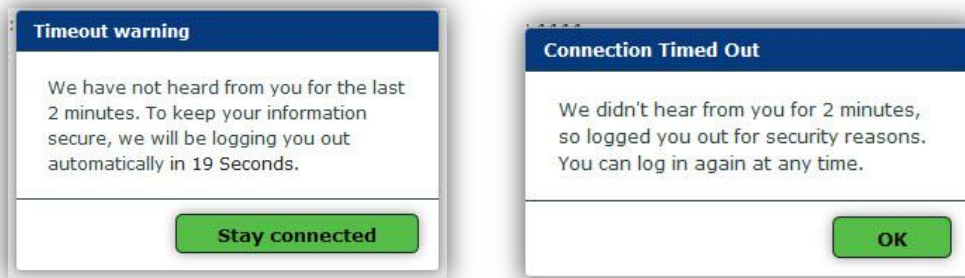 Timeout warning
We have not heard from you for the last
2 minutes. To keep your information
secure, we will be logging you out
automatically in 19 Seconds.
Stay connected
Connection Timed Out
We didn't hear from you for 2 minutes,
so logged you out for security reasons.
You can log in again at any time.
OK